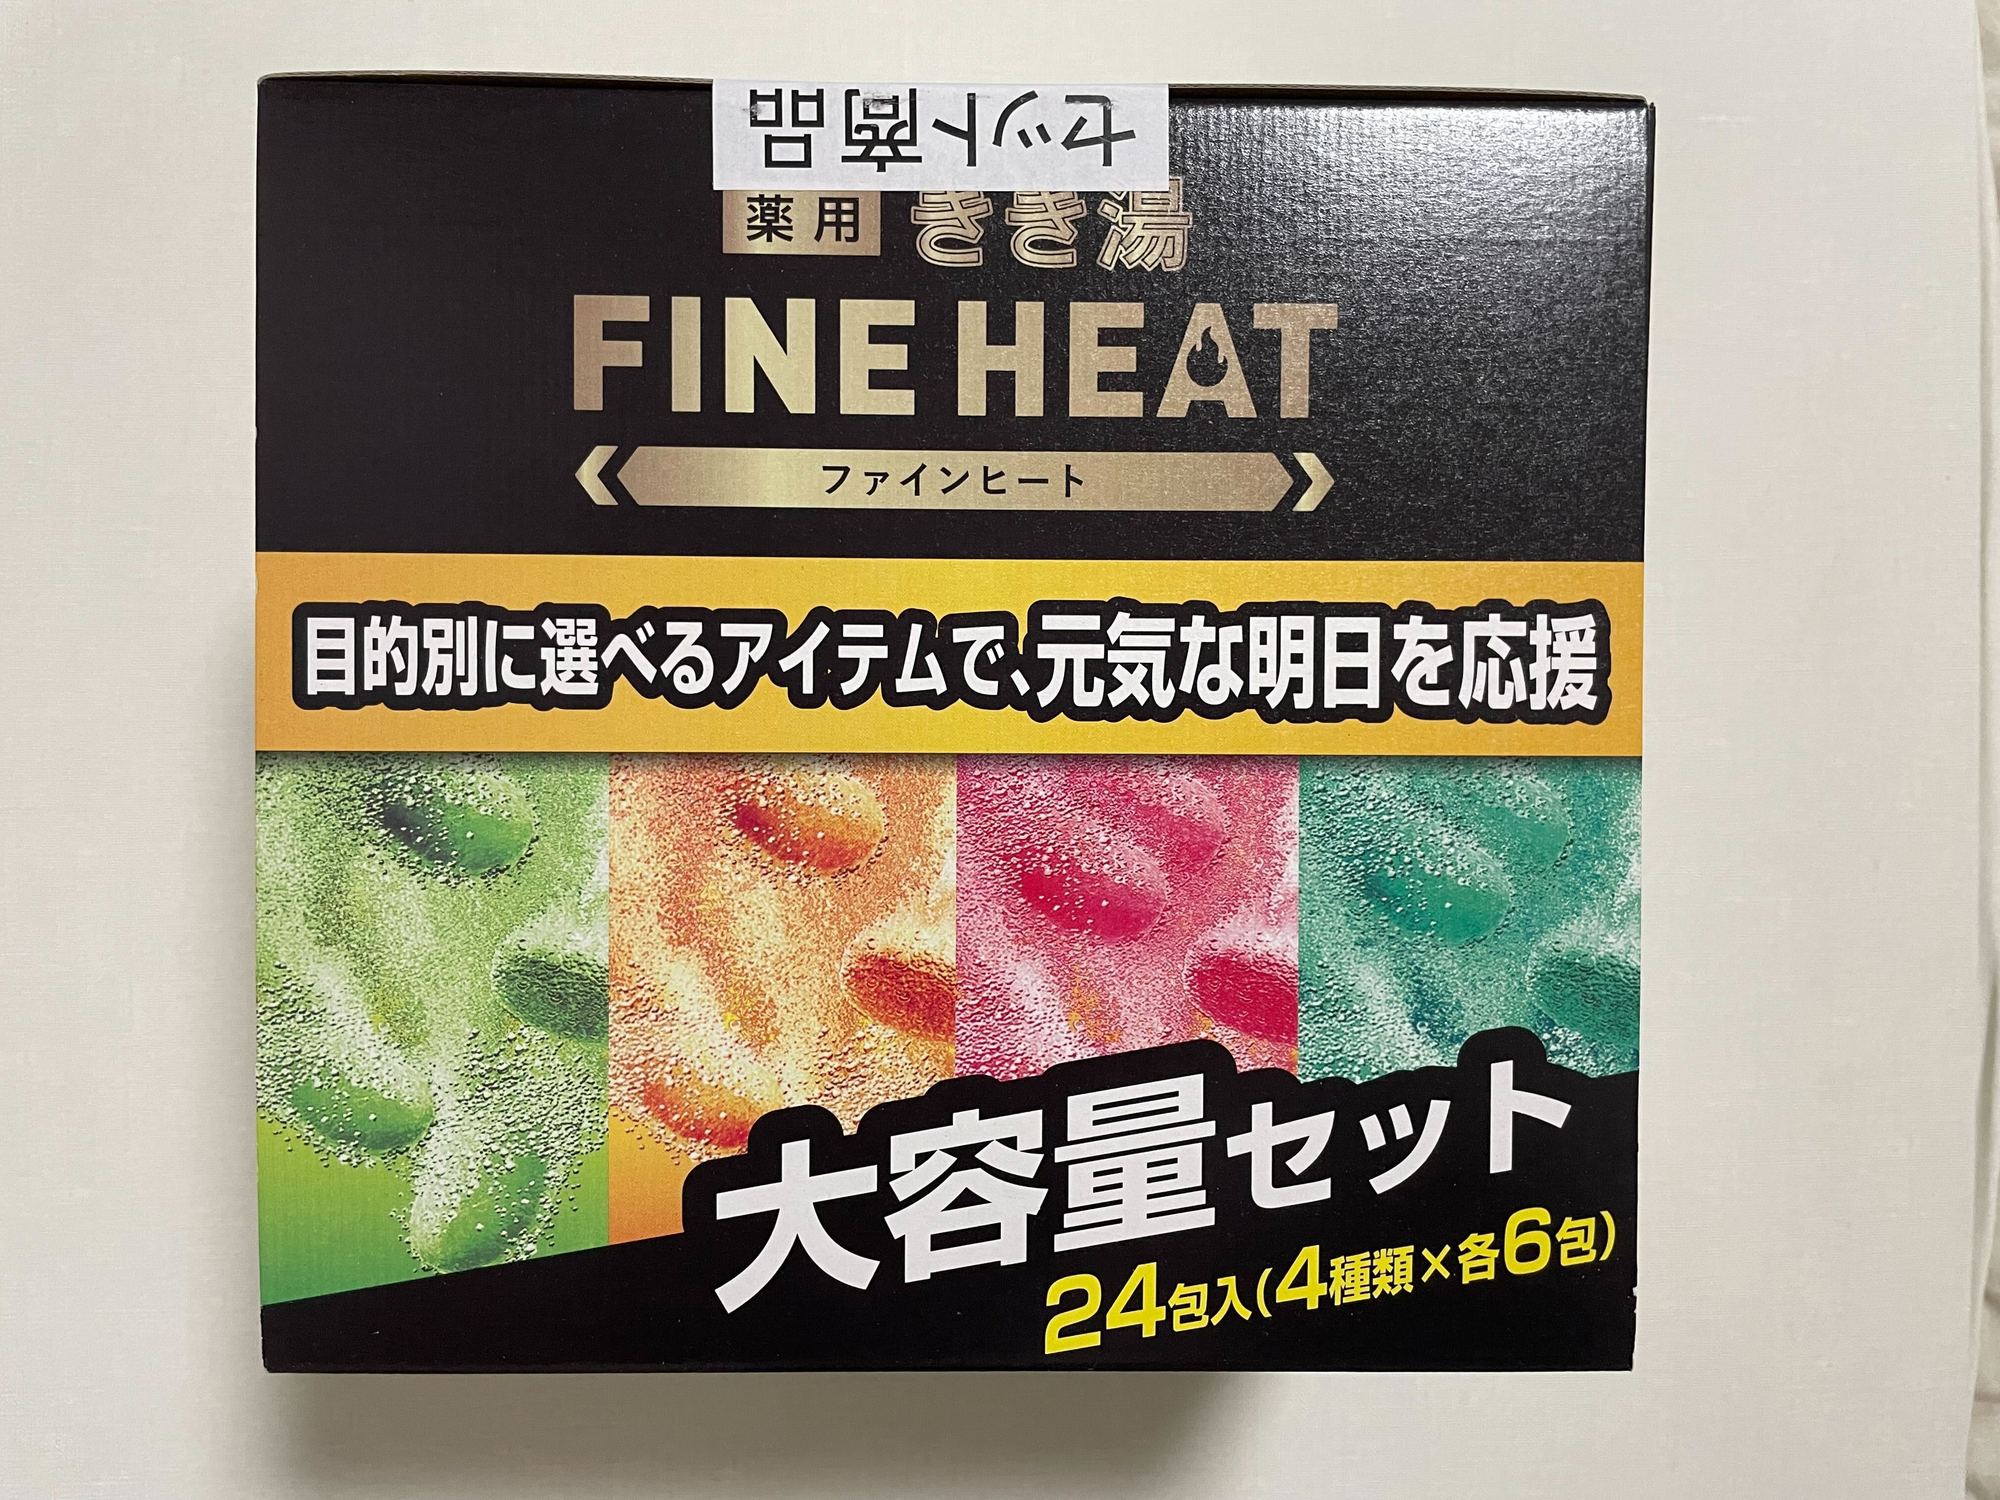 セット商品
薬用 きき湯
FINE HEAT
ファインヒート
目的別に選べるアイテムで、元気な明日を応援
大容量セット
24包入(4種類×各6包)